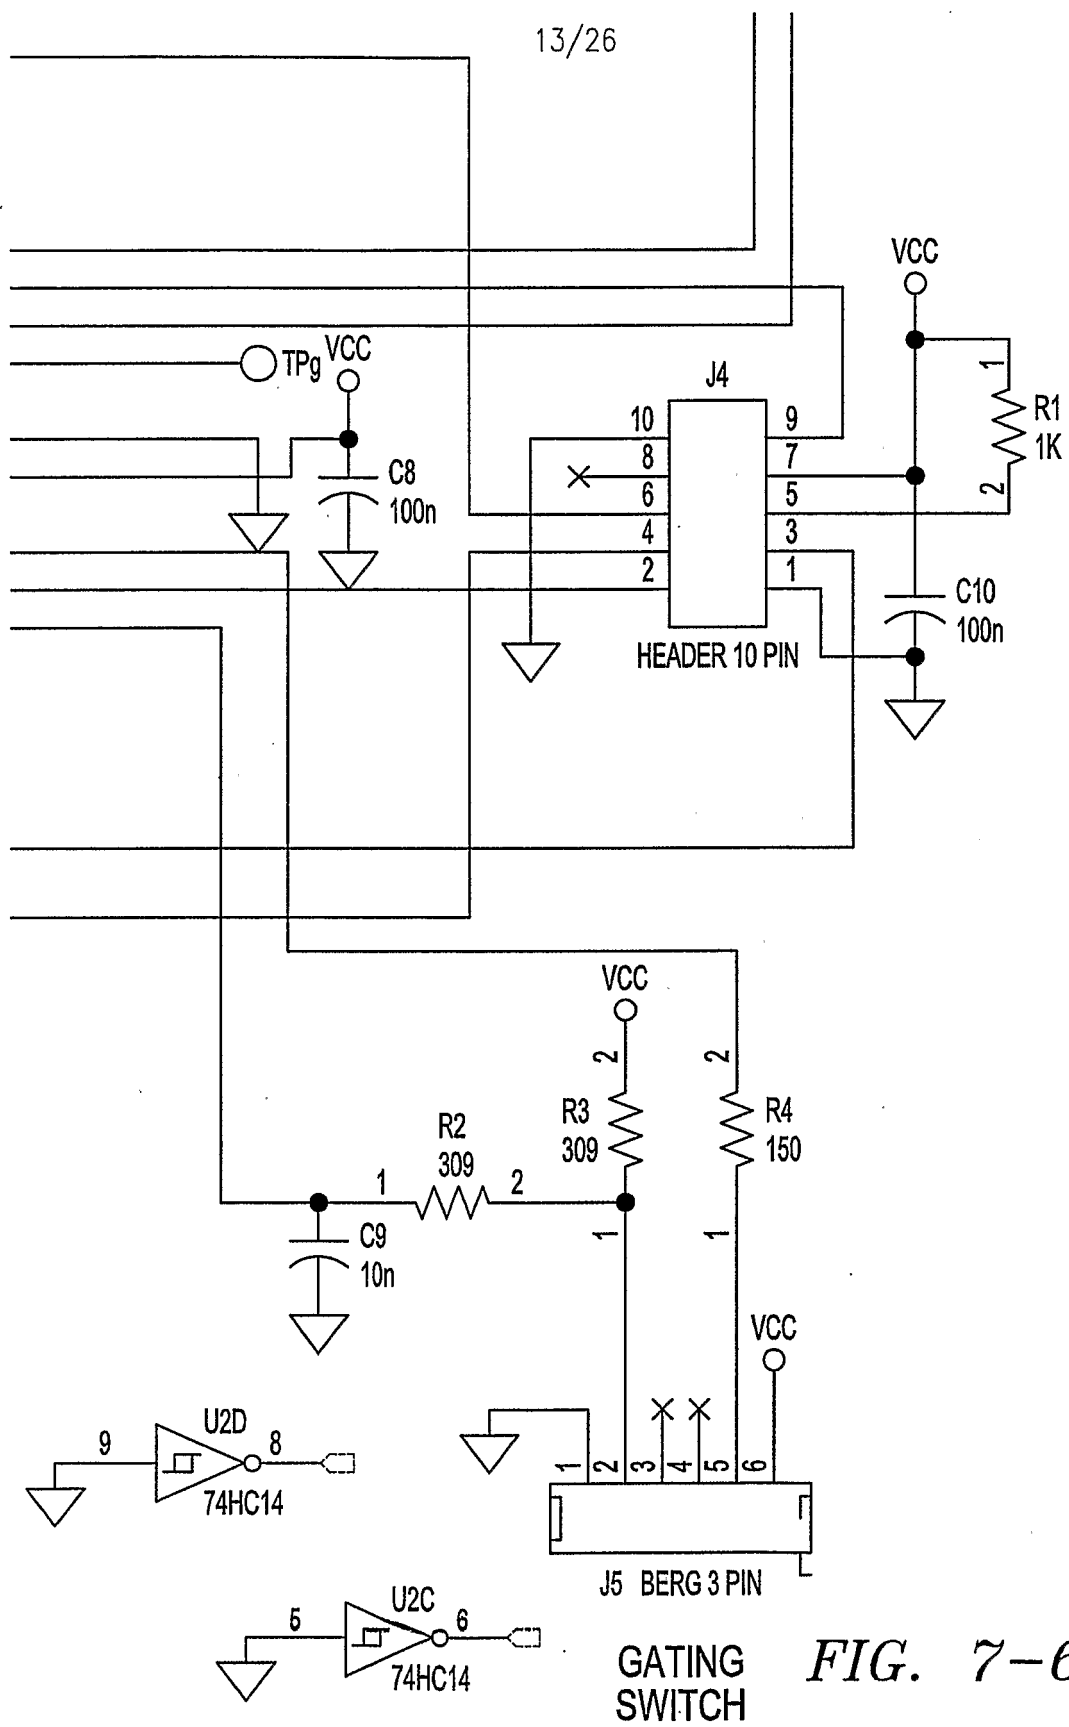 13/26
VCC
TPg
VCC
J4
10
9
8
7
6
5
4
3
2
1
HEADER 10 PIN
1
R1
1K
2
C8
100n
C10
100n
VCC
2
2
R3
309
R4
150
R2
309
1
2
1
1
C9
10n
VCC
U2D
9
8
74HC14
1
2
3
4
5
6
J5 BERG 3 PIN
U2C
5
6
74HC14
GATING
SWITCH
FIG. 7-6